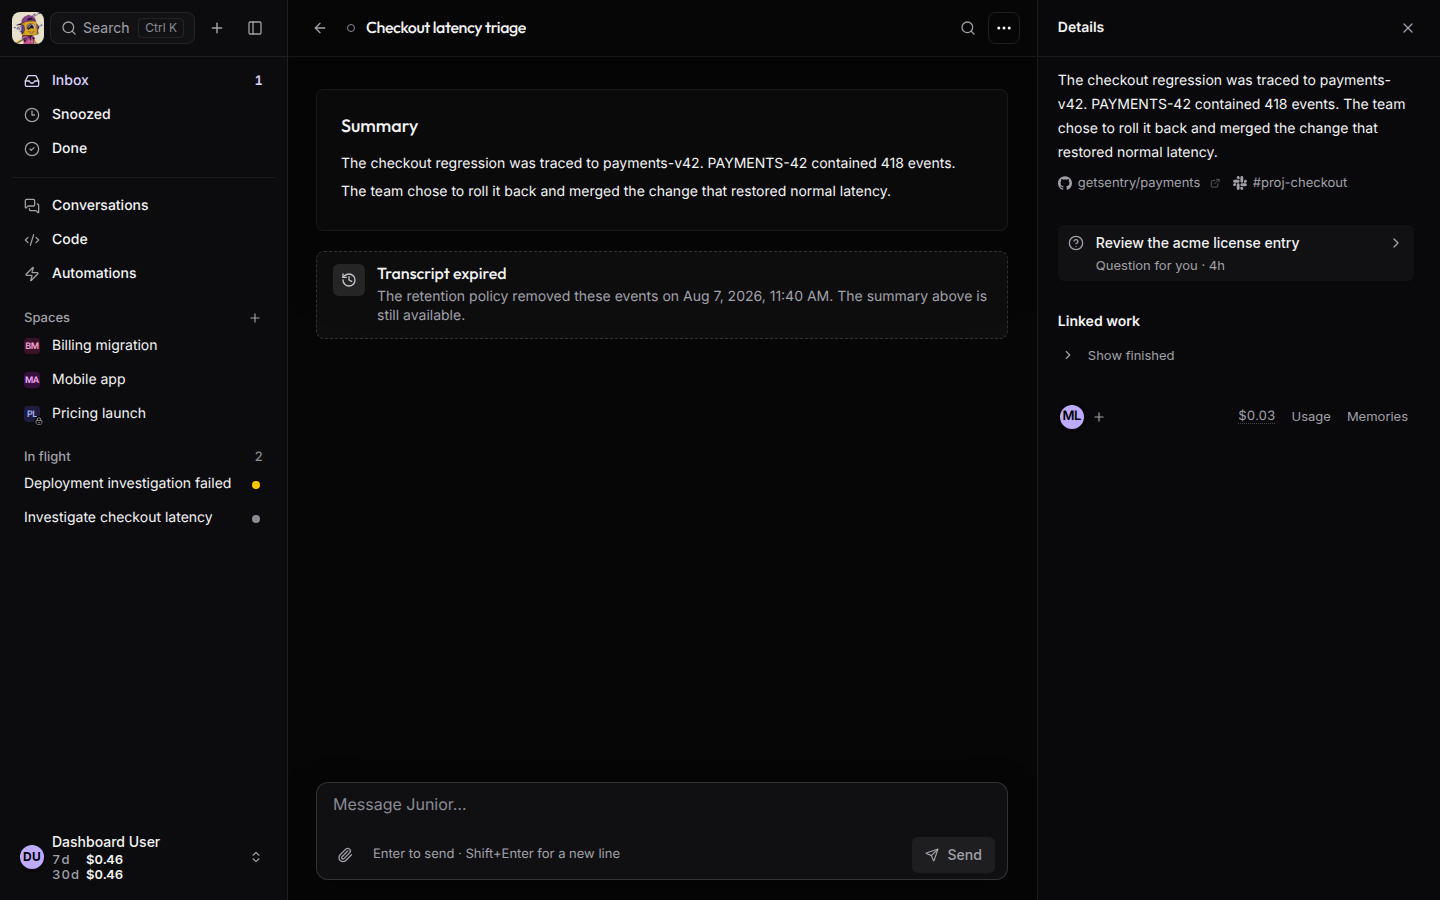 Search Ctrl K
Inbox 1
Snoozed
Done
Conversations
Code
Automations
Spaces
BM Billing migration
MA Mobile app
PL Pricing launch
In flight 2
Deployment investigation failed
Investigate checkout latency
DU Dashboard User
7d $0.46
30d $0.46
Checkout latency triage
Summary
The checkout regression was traced to payments-v42. PAYMENTS-42 contained 418 events.
The team chose to roll it back and merged the change that restored normal latency.
Transcript expired
The retention policy removed these events on Aug 7, 2026, 11:40 AM. The summary above is
still available.
Message Junior...
Enter to send · Shift+Enter for a new line
Send
Details
The checkout regression was traced to payments-
v42. PAYMENTS-42 contained 418 events. The team
chose to roll it back and merged the change that
restored normal latency.
getsentry/payments #proj-checkout
Review the acme license entry
Question for you · 4h
Linked work
Show finished
ML $0.03 Usage Memories